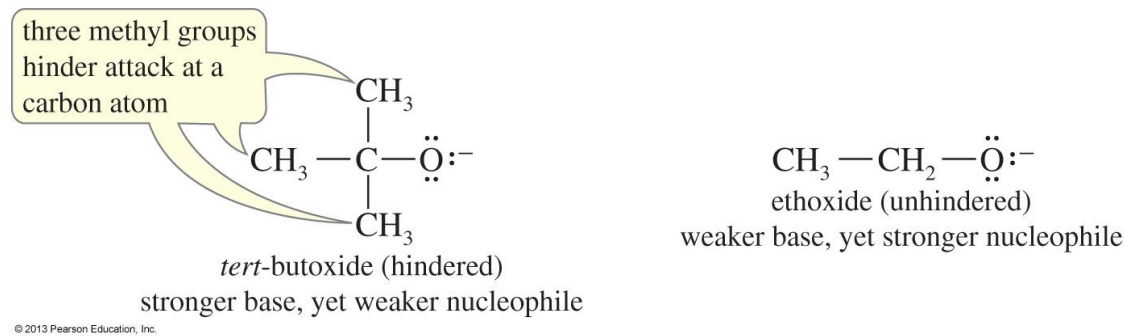 three methyl groups
hinder attack at a
carbon atom
CH₃
CH₃—C—Ö:⁻
CH₃
tert-butoxide (hindered)
stronger base, yet weaker nucleophile
CH₃—CH₂—Ö:⁻
ethoxide (unhindered)
weaker base, yet stronger nucleophile
© 2013 Pearson Education, Inc.